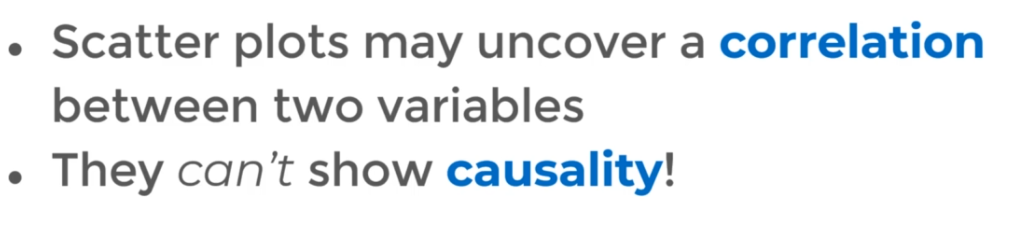 • Scatter plots may uncover a correlation
between two variables
• They can't show causality!